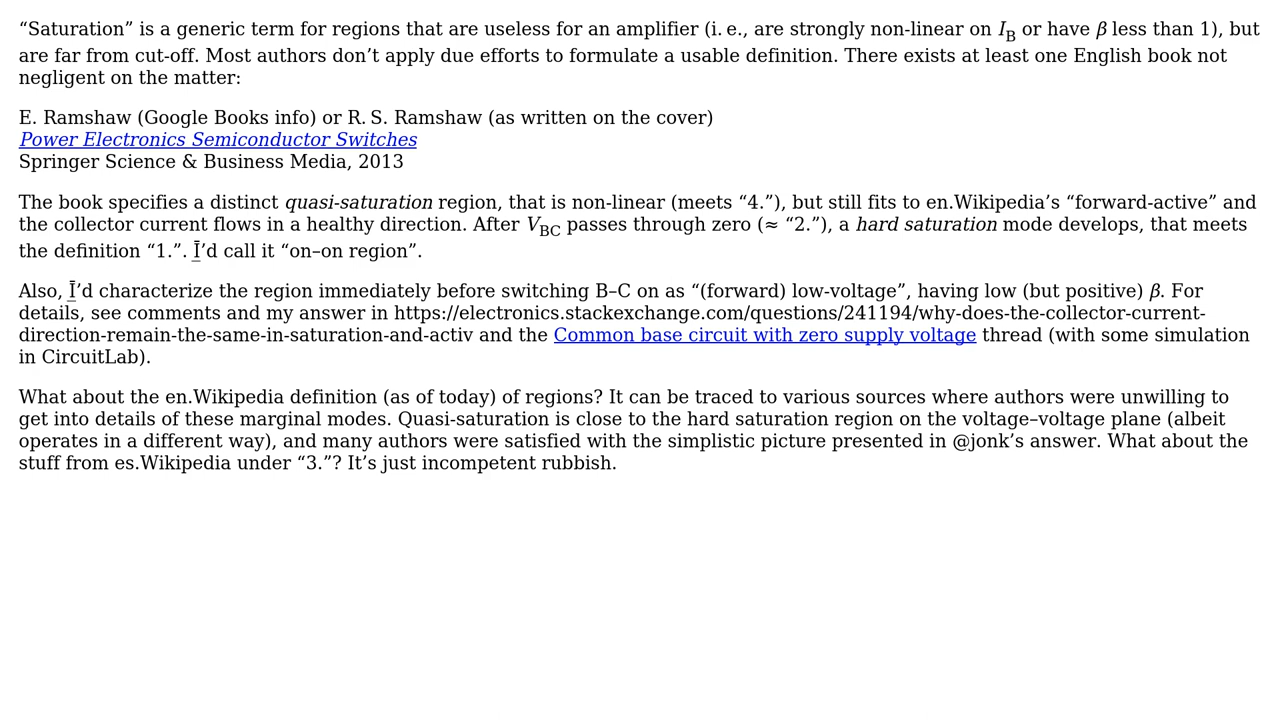 “Saturation” is a generic term for regions that are useless for an amplifier (i. e., are strongly non-linear on IB or have β less than 1), but
are far from cut-off. Most authors don’t apply due efforts to formulate a usable definition. There exists at least one English book not
negligent on the matter:
E. Ramshaw (Google Books info) or R. S. Ramshaw (as written on the cover)
Power Electronics Semiconductor Switches
Springer Science & Business Media, 2013
The book specifies a distinct quasi-saturation region, that is non-linear (meets “4.”), but still fits to en.Wikipedia’s “forward-active” and
the collector current flows in a healthy direction. After VBC passes through zero (≈ “2.”), a hard saturation mode develops, that meets
the definition “1.”. Ī̲’d call it “on–on region”.
Also, Ī̲’d characterize the region immediately before switching B–C on as “(forward) low-voltage”, having low (but positive) β. For
details, see comments and my answer in https://electronics.stackexchange.com/questions/241194/why-does-the-collector-current-
direction-remain-the-same-in-saturation-and-activ and the Common base circuit with zero supply voltage thread (with some simulation
in CircuitLab).
What about the en.Wikipedia definition (as of today) of regions? It can be traced to various sources where authors were unwilling to
get into details of these marginal modes. Quasi-saturation is close to the hard saturation region on the voltage–voltage plane (albeit
operates in a different way), and many authors were satisfied with the simplistic picture presented in @jonk’s answer. What about the
stuff from es.Wikipedia under “3.”? It’s just incompetent rubbish.